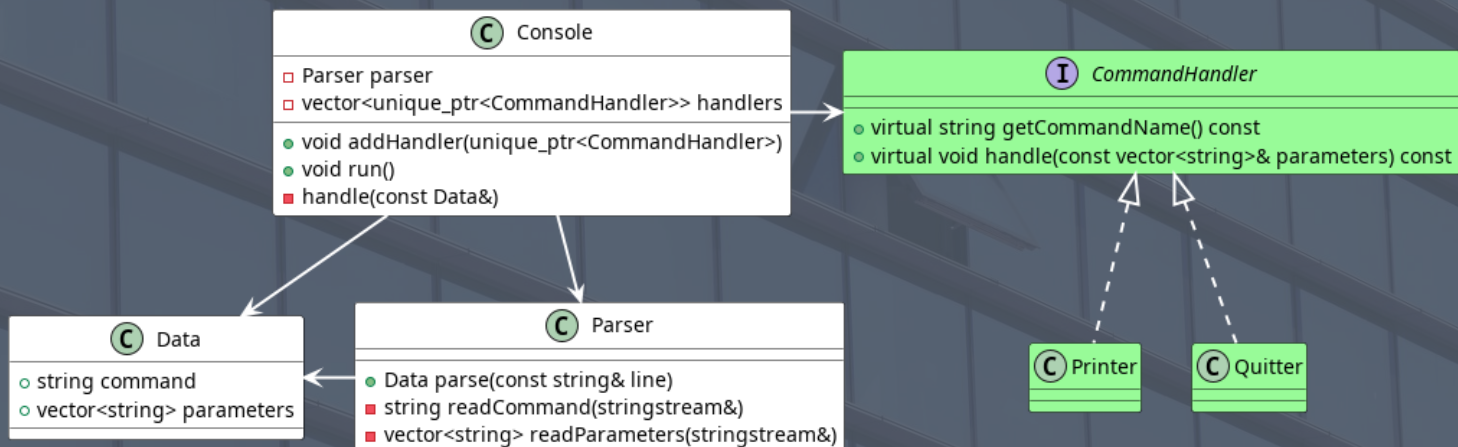 C Console
Parser parser
vector<unique_ptr<CommandHandler>> handlers
void addHandler(unique_ptr<CommandHandler>)
void run()
handle(const Data&)
I CommandHandler
virtual string getCommandName() const
virtual void handle(const vector<string>& parameters) const
C Data
string command
vector<string> parameters
C Parser
Data parse(const string& line)
string readCommand(stringstream&)
vector<string> readParameters(stringstream&)
C Printer
C Quitter